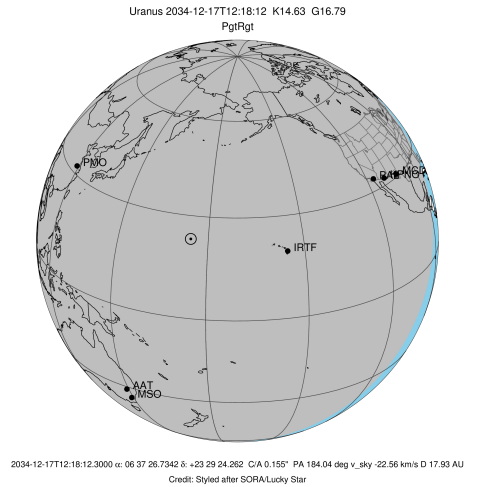 Uranus 2034-12-17T12:18:12 K14.63 G16.79
PgtRgt
PMO
IRTF
AAT
MSO
2034-12-17T12:18:12.3000 α: 06 37 26.7342 δ: +23 29 24.262 C/A 0.155" PA 184.04 deg v_sky -22.56 km/s D 17.93 AU
Credit: Styled after SORA/Lucky Star